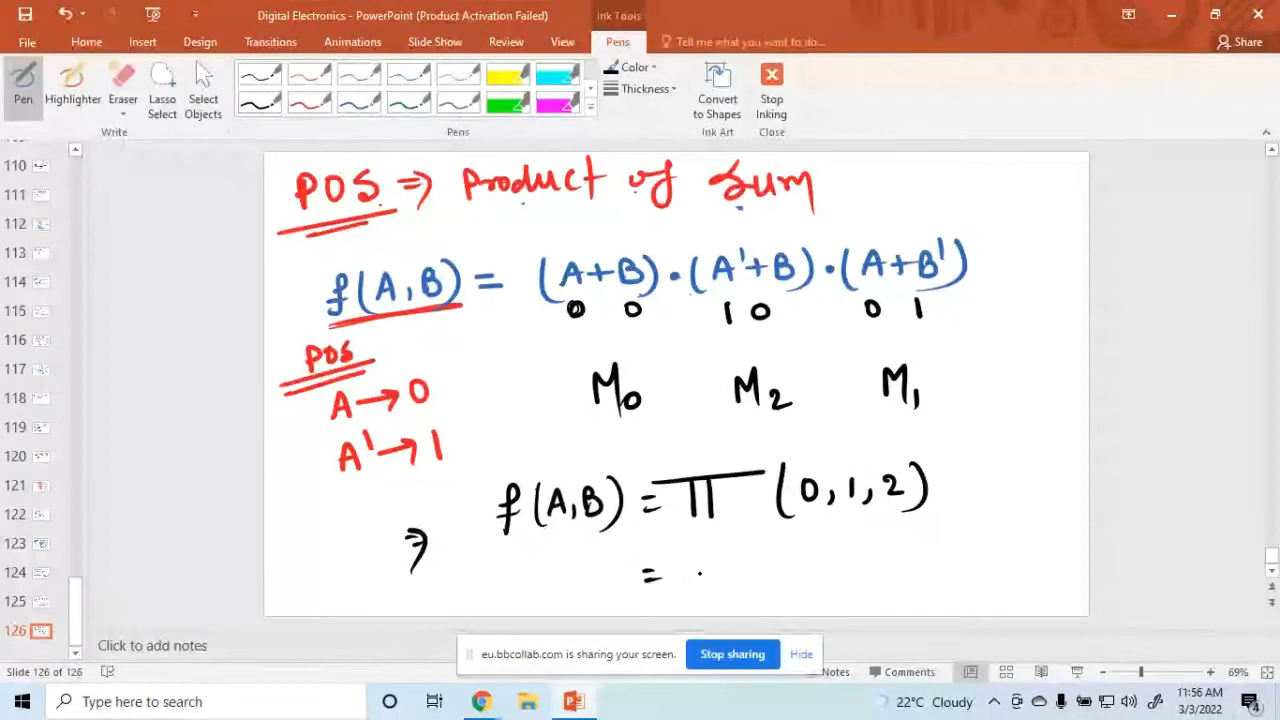 Digital Electronics - PowerPoint (Product Activation Failed) Ink Tools
File Home Insert Design Transitions Animations Slide Show Review View Pens Tell me what you want to do... Share
Pen Highlighter Eraser Lasso Select Select Objects Color Thickness Convert to Shapes Stop Inking
Write Pens Ink Art Close
110
111
112
113
114
115
116
117
118
119
120
121
122
123
124
125
126
POS ⇒ Product of Sum
f(A,B) = (A+B)·(A'+B)·(A+B')
0 0 1 0 0 1
POS
A → 0
A' → 1
M0 M2 M1
f(A,B) = Π (0,1,2)
⇒
= .
Click to add notes
eu.bbcollab.com is sharing your screen. Stop sharing Hide
Slide 126 of 126 Notes Comments 69%
Type here to search 22°C Cloudy 11:56 AM 3/3/2022 4